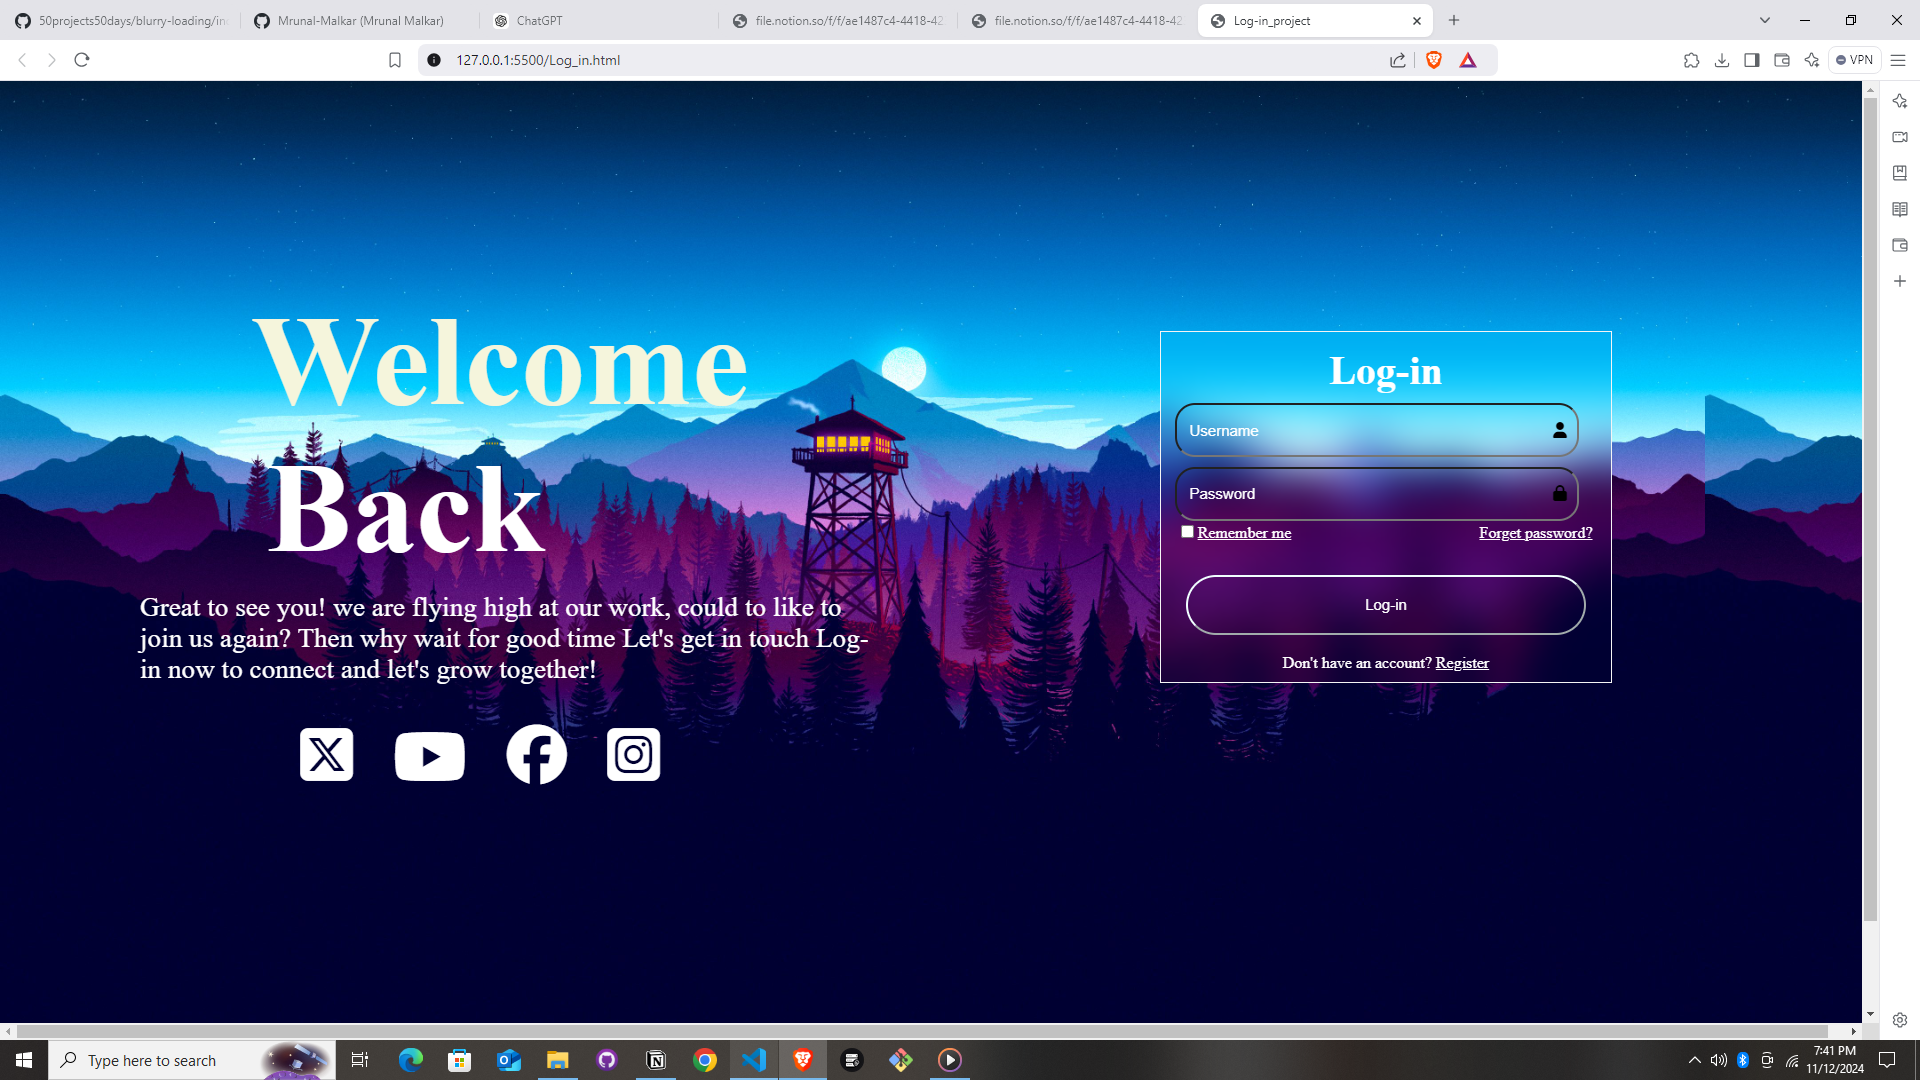 50projects50days/blurry-loading/in
Mrunal-Malkar (Mrunal Malkar)
ChatGPT
file.notion.so/f/f/ae1487c4-4418-42
file.notion.so/f/f/ae1487c4-4418-42
Log-in_project
127.0.0.1:5500/Log_in.html
VPN
Welcome
Back
Great to see you! we are flying high at our work, could to like to
join us again? Then why wait for good time Let's get in touch Log-
in now to connect and let's grow together!
Log-in
Username
Password
Remember me
Forget password?
Log-in
Don't have an account? Register
Type here to search
7:41 PM
11/12/2024